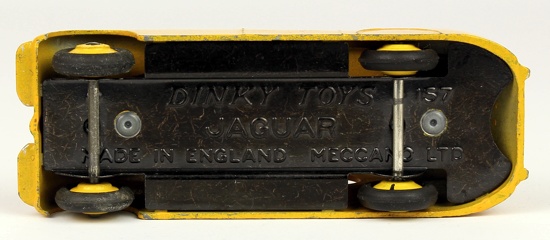 DINKY TOYS 157
JAGUAR
MADE IN ENGLAND MECCANO LTD